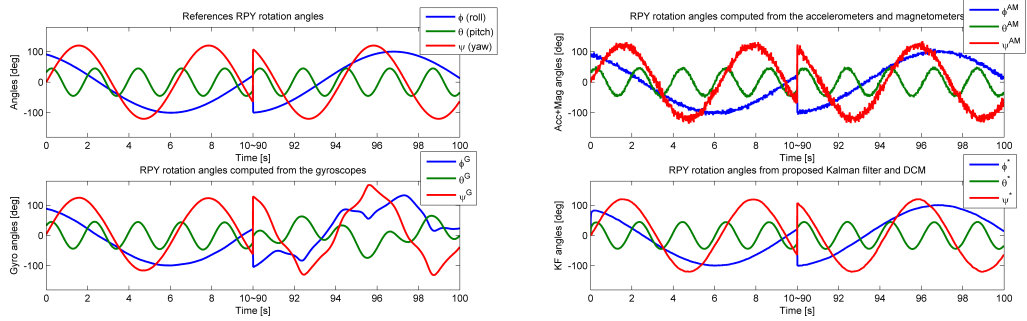 References RPY rotation angles
φ (roll)
θ (pitch)
ψ (yaw)
Angles [deg]
100
0
-100
0 2 4 6 8 10~90 92 94 96 98 100
Time [s]
RPY rotation angles computed from the accelerometers and magnetometers
φ^AM
θ^AM
ψ^AM
Acc+Mag angles [deg]
100
0
-100
0 2 4 6 8 10~90 92 94 96 98 100
Time [s]
RPY rotation angles computed from the gyroscopes
φ^G
θ^G
ψ^G
Gyro angles [deg]
100
0
-100
0 2 4 6 8 10~90 92 94 96 98 100
Time [s]
RPY rotation angles from proposed Kalman filter and DCM
φ^*
θ^*
ψ^*
KF angles [deg]
100
0
-100
0 2 4 6 8 10~90 92 94 96 98 100
Time [s]